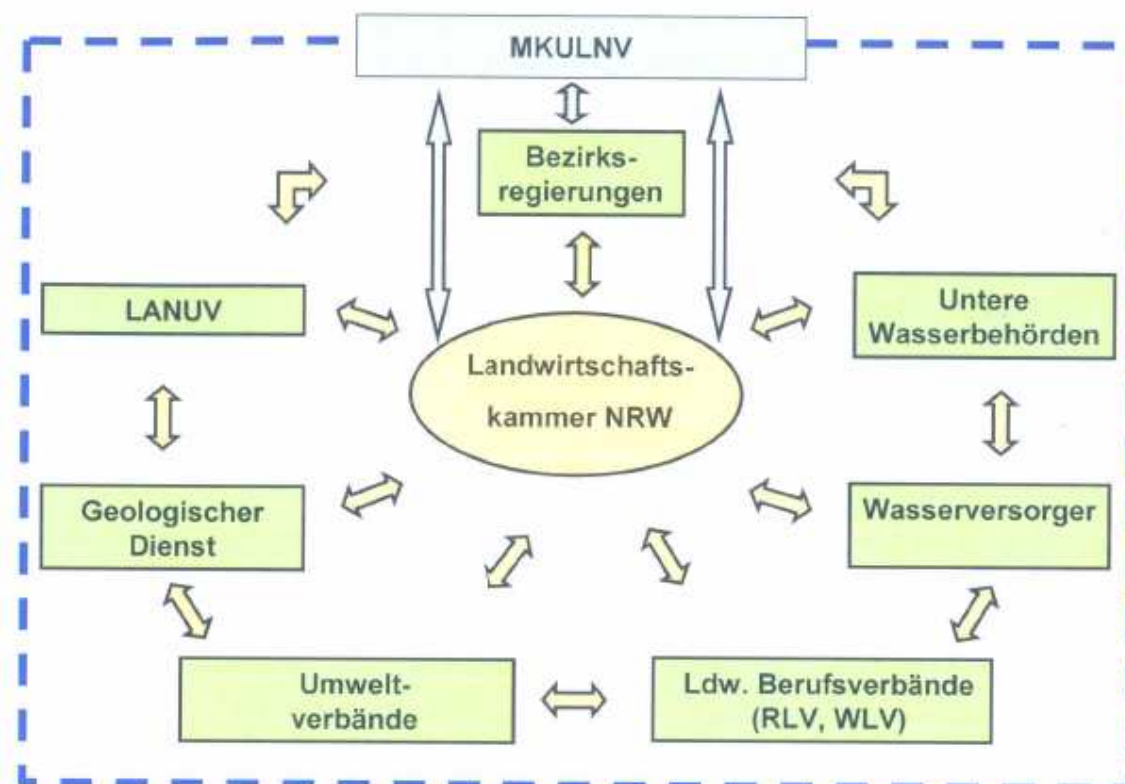 MKULNV
Bezirks-
regierungen
LANUV
Untere
Wasserbehörden
Landwirtschafts-
kammer NRW
Geologischer
Dienst
Wasserversorger
Umwelt-
verbände
Ldw. Berufsverbände
(RLV, WLV)